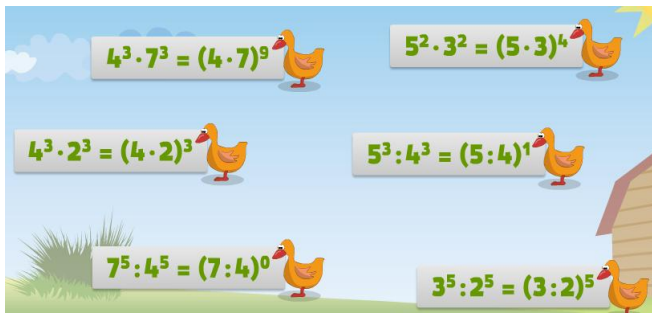 4³·7³ = (4·7)⁹
5²·3² = (5·3)⁴
4³·2³ = (4·2)³
5³:4³ = (5:4)¹
7⁵:4⁵ = (7:4)⁰
3⁵:2⁵ = (3:2)⁵